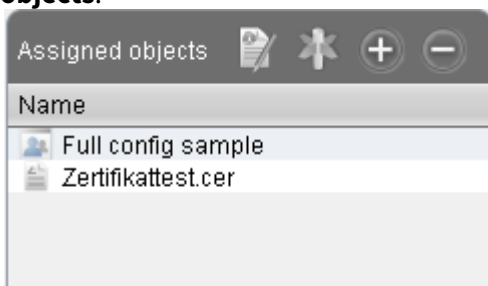 objects.
Assigned objects
Name
Full config sample
Zertifikattest.cer